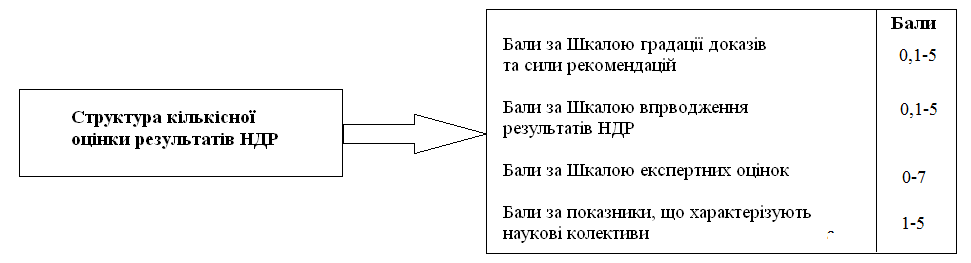 Структура кількісної
оцінки результатів НДР
Бали
Бали за Шкалою градації доказів
та сили рекомендацій
0,1-5
Бали за Шкалою впрводження
результатів НДР
0,1-5
Бали за Шкалою експертних оцінок
0-7
Бали за показники, що характерізують
наукові колективи
1-5